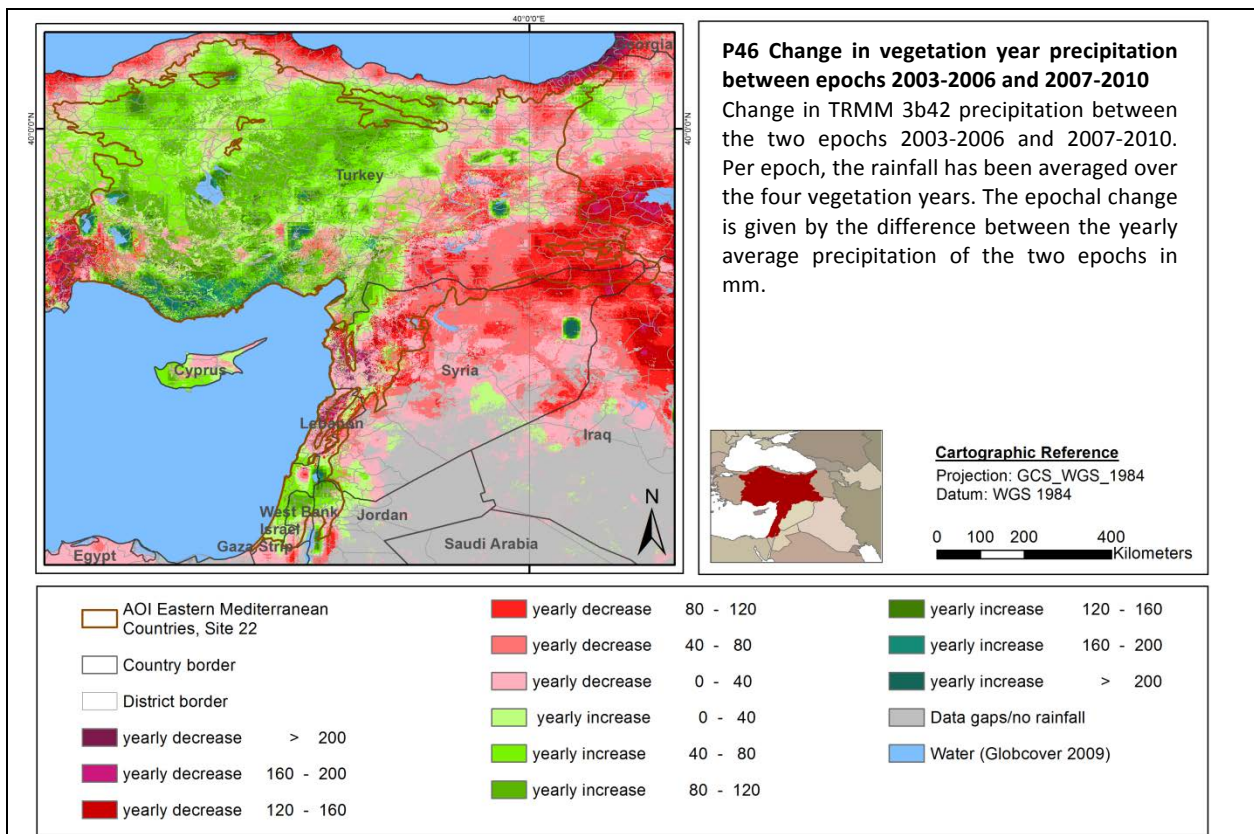 40°0'0"E
Georgia
40°0'0"N
40°0'0"N
Turkey
Cyprus
Syria
Lebanon
Iraq
West Bank
Israel
Jordan
Gaza Strip
Egypt
Saudi Arabia
N
P46 Change in vegetation year precipitation
between epochs 2003-2006 and 2007-2010
Change in TRMM 3b42 precipitation between
the two epochs 2003-2006 and 2007-2010.
Per epoch, the rainfall has been averaged over
the four vegetation years. The epochal change
is given by the difference between the yearly
average precipitation of the two epochs in
mm.
Cartographic Reference
Projection: GCS_WGS_1984
Datum: WGS 1984
0 100 200 400
Kilometers
AOI Eastern Mediterranean
Countries, Site 22
Country border
District border
yearly decrease > 200
yearly decrease 160 - 200
yearly decrease 120 - 160
yearly decrease 80 - 120
yearly decrease 40 - 80
yearly decrease 0 - 40
yearly increase 0 - 40
yearly increase 40 - 80
yearly increase 80 - 120
yearly increase 120 - 160
yearly increase 160 - 200
yearly increase > 200
Data gaps/no rainfall
Water (Globcover 2009)